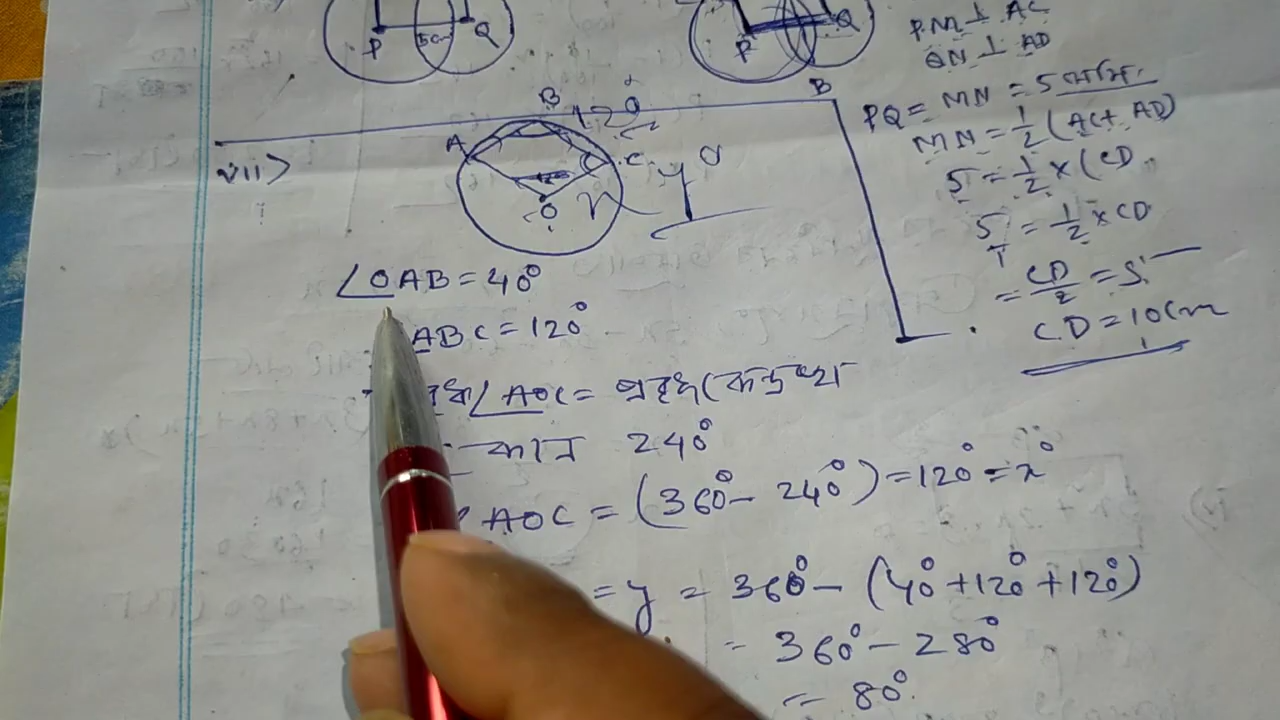 P
5cm
Q
P
Q
PM ⊥ AC
QN ⊥ AD
PQ = MN = 5
MN = 1/2 (AC + AD)
5 = 1/2 × (CD
5 = 1/2 × CD
= CD/2 = 5
CD = 10cm
B
vii>
B
120°
A
C
O
y°
∠OAB = 40°
ABC = 120°
∠AOC =
240°
AOC = (360° - 240°) = 120° = x°
= y = 360° - (40° + 120° + 120°)
= 360° - 280°
= 80°